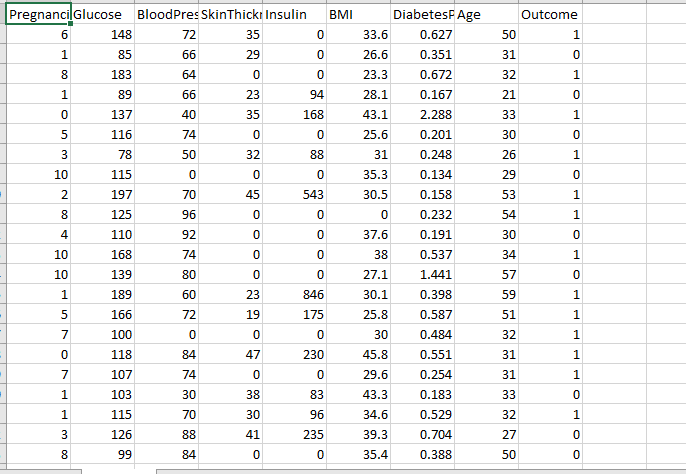 Pregnanci Glucose BloodPres SkinThickn Insulin BMI DiabetesP Age Outcome
6 148 72 35 0 33.6 0.627 50 1
1 85 66 29 0 26.6 0.351 31 0
8 183 64 0 0 23.3 0.672 32 1
1 89 66 23 94 28.1 0.167 21 0
0 137 40 35 168 43.1 2.288 33 1
5 116 74 0 0 25.6 0.201 30 0
3 78 50 32 88 31 0.248 26 1
10 115 0 0 0 35.3 0.134 29 0
2 197 70 45 543 30.5 0.158 53 1
8 125 96 0 0 0 0.232 54 1
4 110 92 0 0 37.6 0.191 30 0
10 168 74 0 0 38 0.537 34 1
10 139 80 0 0 27.1 1.441 57 0
1 189 60 23 846 30.1 0.398 59 1
5 166 72 19 175 25.8 0.587 51 1
7 100 0 0 0 30 0.484 32 1
0 118 84 47 230 45.8 0.551 31 1
7 107 74 0 0 29.6 0.254 31 1
1 103 30 38 83 43.3 0.183 33 0
1 115 70 30 96 34.6 0.529 32 1
3 126 88 41 235 39.3 0.704 27 0
8 99 84 0 0 35.4 0.388 50 0